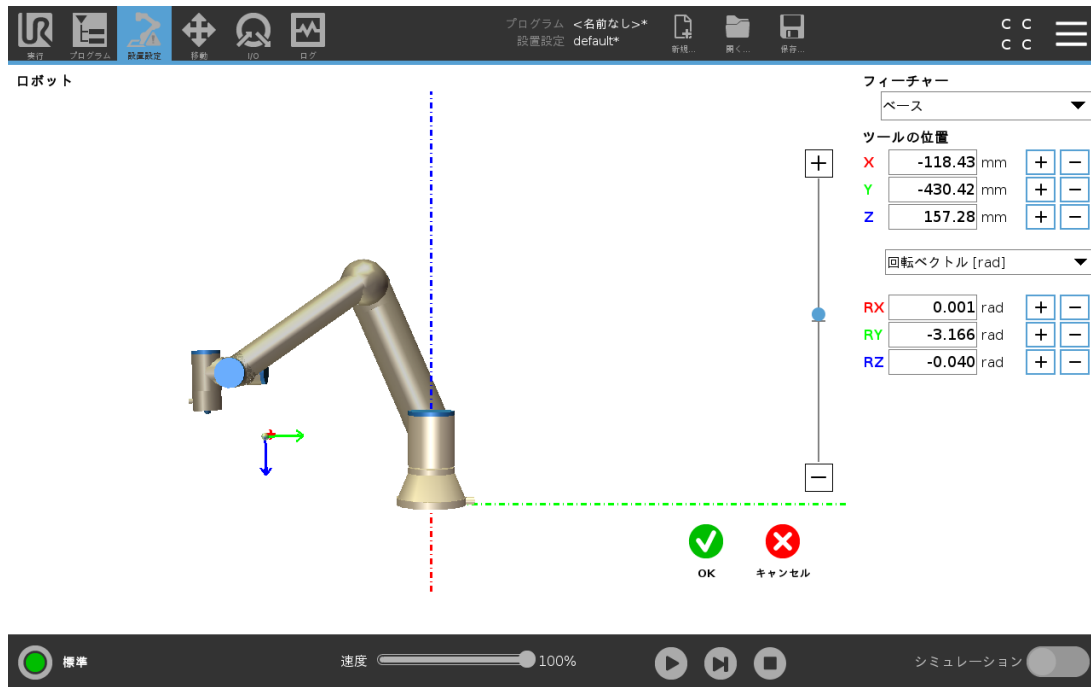 プログラム <名前なし>*
設置設定 default*
実行 プログラム 設置設定 移動 I/O ログ
新規... 開く... 保存...
C C
C C
ロボット
フィーチャー
ベース
ツールの位置
X -118.43 mm + −
Y -430.42 mm + −
Z 157.28 mm + −
回転ベクトル [rad]
RX 0.001 rad + −
RY -3.166 rad + −
RZ -0.040 rad + −
OK キャンセル
標準
速度 100%
シミュレーション